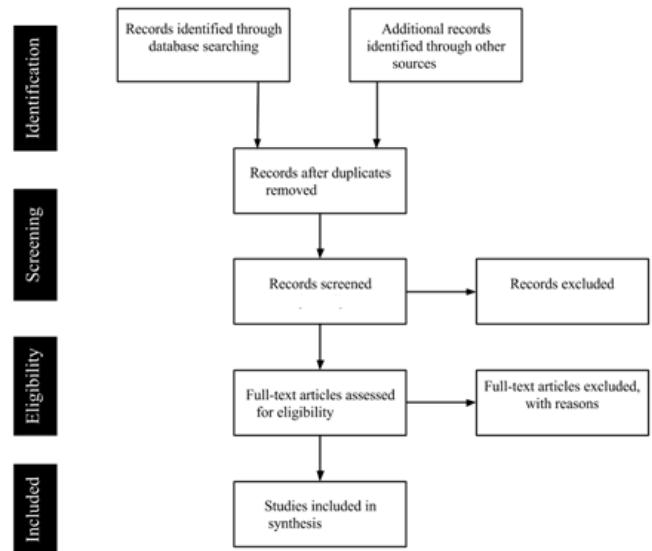 Identification
Records identified through
database searching
Additional records
identified through other
sources
Records after duplicates
removed
Screening
Records screened
Records excluded
Eligibility
Full-text articles assessed
for eligibility
Full-text articles excluded,
with reasons
Included
Studies included in
synthesis